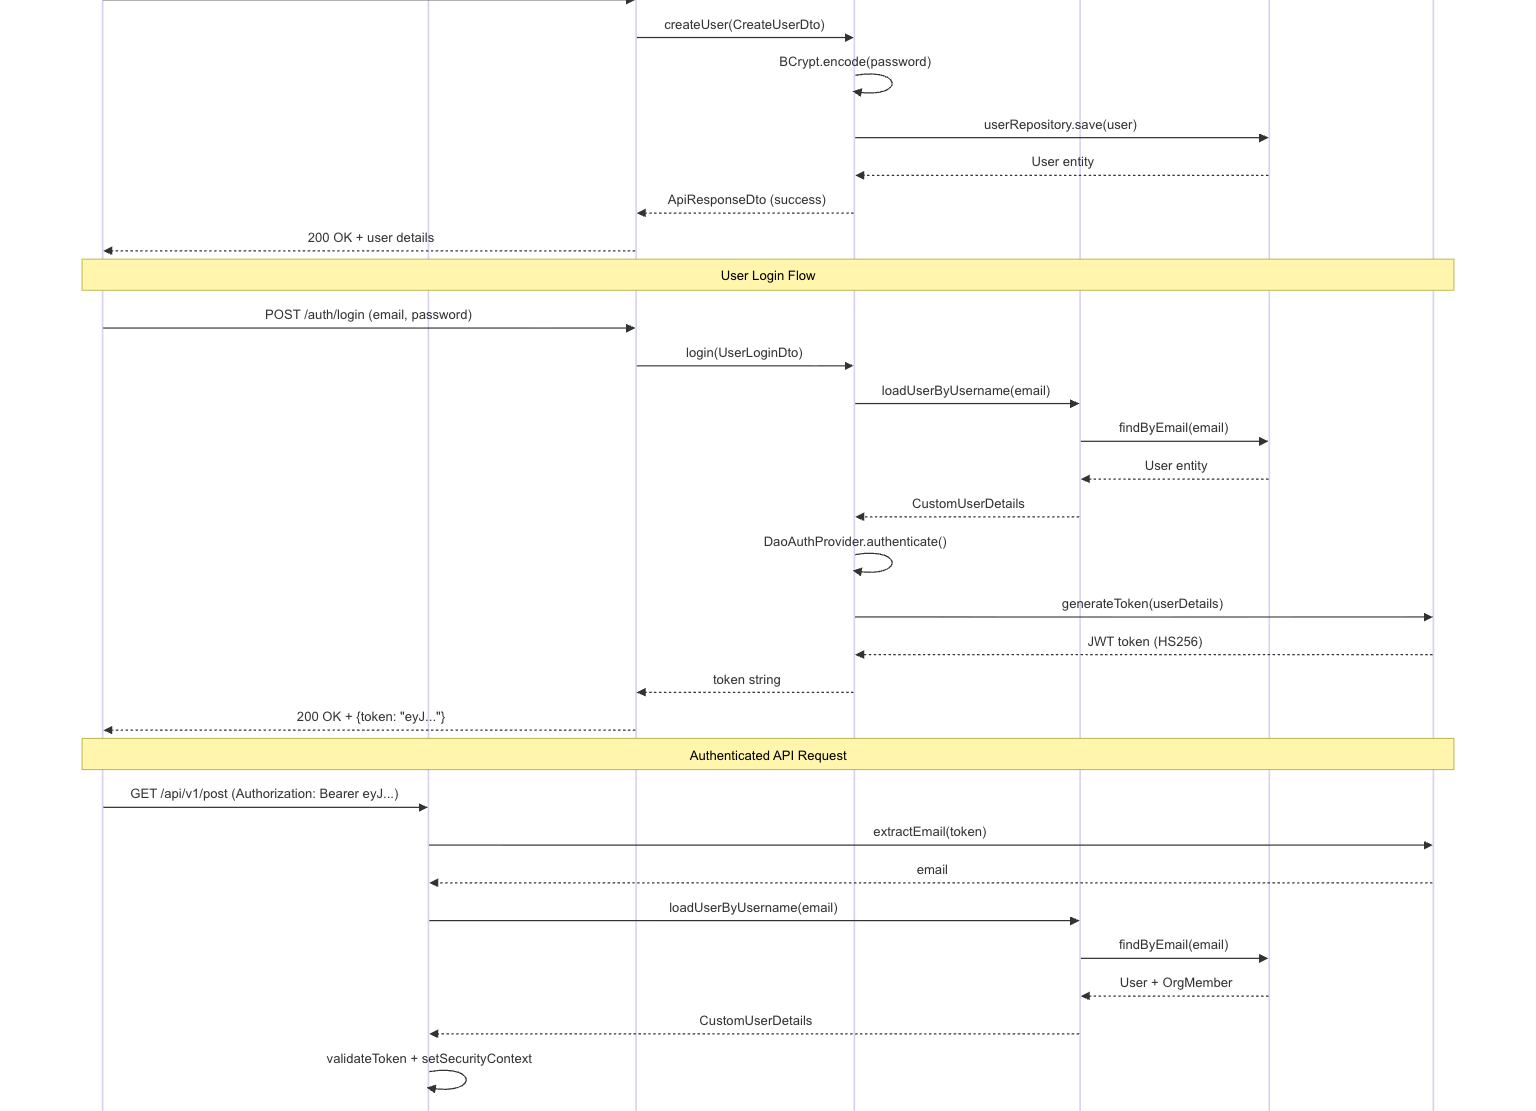 createUser(CreateUserDto)
BCrypt.encode(password)
userRepository.save(user)
User entity
ApiResponseDto (success)
200 OK + user details
User Login Flow
POST /auth/login (email, password)
login(UserLoginDto)
loadUserByUsername(email)
findByEmail(email)
User entity
CustomUserDetails
DaoAuthProvider.authenticate()
generateToken(userDetails)
JWT token (HS256)
token string
200 OK + {token: "eyJ..."}
Authenticated API Request
GET /api/v1/post (Authorization: Bearer eyJ...)
extractEmail(token)
email
loadUserByUsername(email)
findByEmail(email)
User + OrgMember
CustomUserDetails
validateToken + setSecurityContext